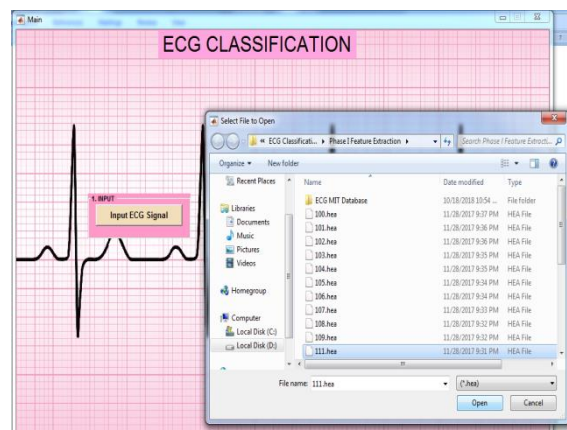 Main
ECG CLASSIFICATION
1. INPUT
Input ECG Signal
Select File to Open
« ECG Classificati... ▸ Phase I Feature Extraction ▸
Search Phase I Feature Extracti...
Organize ▾ New folder
Recent Places
Libraries
Documents
Music
Pictures
Videos
Homegroup
Computer
Local Disk (C:)
Local Disk (D:)
Name Date modified Type
ECG MIT Database 10/18/2018 10:54 ... File folder
100.hea 11/28/2017 9:37 PM HEA File
101.hea 11/28/2017 9:36 PM HEA File
102.hea 11/28/2017 9:36 PM HEA File
103.hea 11/28/2017 9:35 PM HEA File
104.hea 11/28/2017 9:35 PM HEA File
105.hea 11/28/2017 9:34 PM HEA File
106.hea 11/28/2017 9:34 PM HEA File
107.hea 11/28/2017 9:33 PM HEA File
108.hea 11/28/2017 9:32 PM HEA File
109.hea 11/28/2017 9:32 PM HEA File
111.hea 11/28/2017 9:31 PM HEA File
File name: 111.hea (*.hea)
Open Cancel